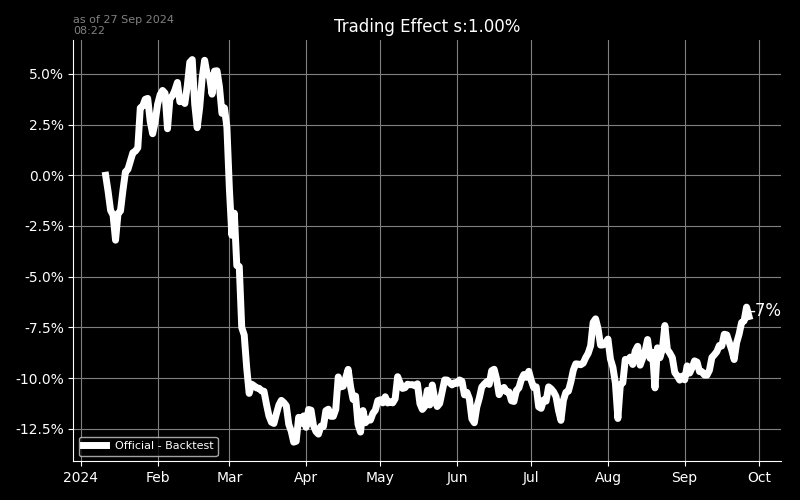 as of 27 Sep 2024
08:22
Trading Effect s:1.00%
5.0%
2.5%
0.0%
-2.5%
-5.0%
-7.5%
-10.0%
-12.5%
-7%
Official - Backtest
2024 Feb Mar Apr May Jun Jul Aug Sep Oct